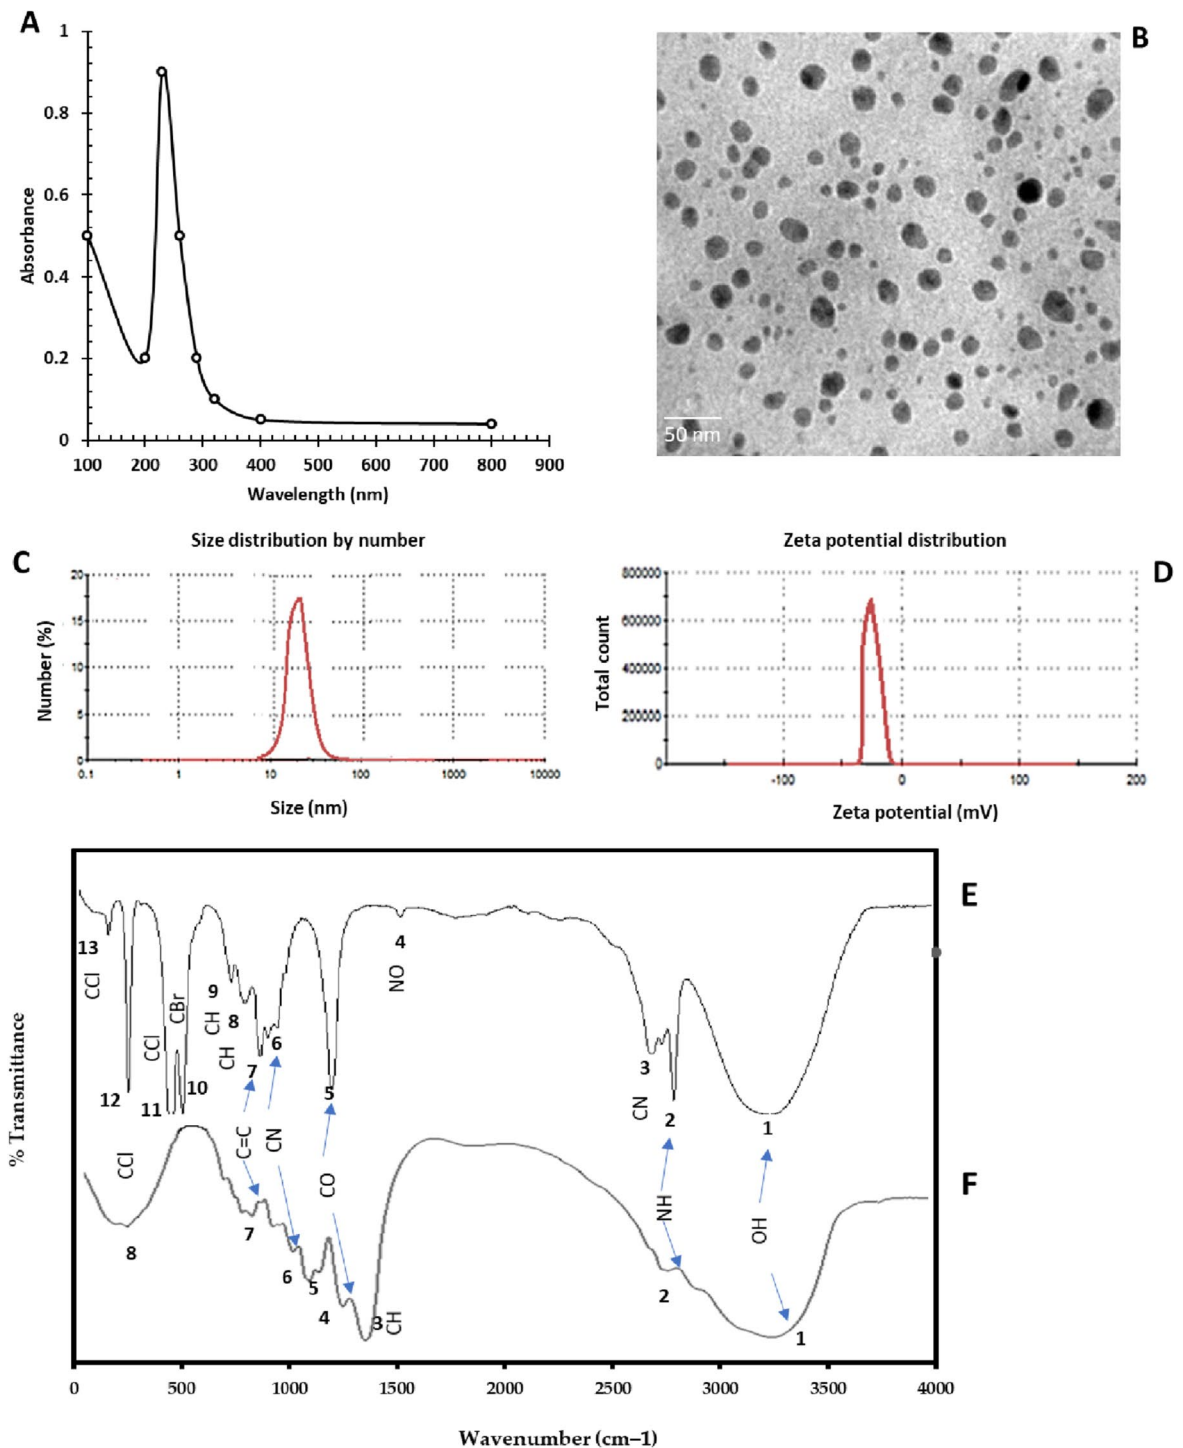 A
1
0.8
0.6
0.4
0.2
0
Absorbance
100 200 300 400 500 600 700 800 900
Wavelength (nm)
B
50 nm
Size distribution by number
C
20
15
10
5
0
Number (%)
0.1 1 10 100 1000 10000
Size (nm)
Zeta potential distribution
D
800000
600000
400000
200000
0
Total count
-100 0 100 200
Zeta potential (mV)
E
13
CCl
12
CCl
11
CCl
CBr
10
9
CH
8
CH
7
6
5
4
NO
3
CN
2
1
C=C
CN
CO
NH
OH
F
8
7
6
5
4
3
CH
2
1
% Transmittance
0 500 1000 1500 2000 2500 3000 3500 4000
Wavenumber (cm−1)